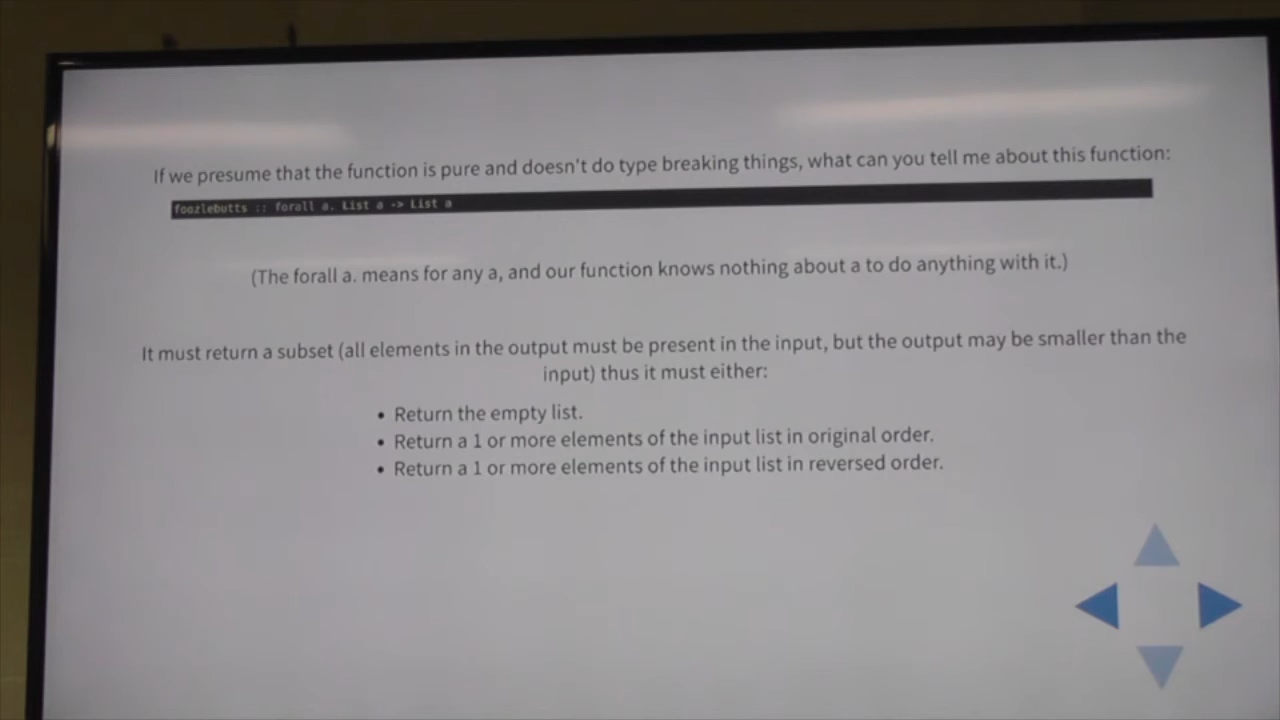 If we presume that the function is pure and doesn't do type breaking things, what can you tell me about this function:
foozlebutts :: forall a. List a -> List a
(The forall a. means for any a, and our function knows nothing about a to do anything with it.)
It must return a subset (all elements in the output must be present in the input, but the output may be smaller than the
input) thus it must either:
• Return the empty list.
• Return a 1 or more elements of the input list in original order.
• Return a 1 or more elements of the input list in reversed order.